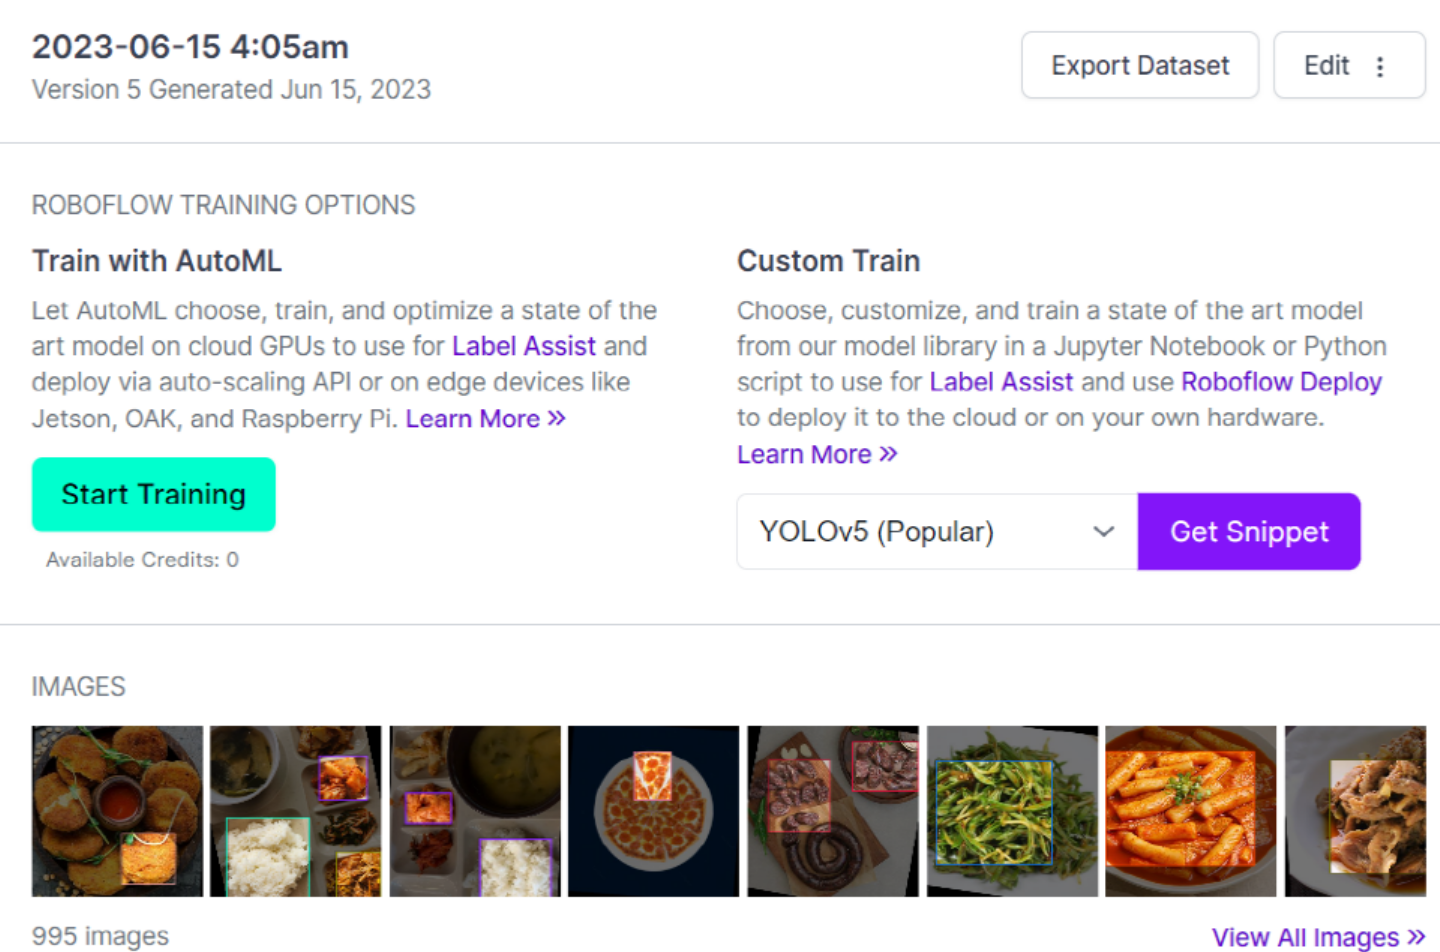 2023-06-15 4:05am
Version 5 Generated Jun 15, 2023
Export Dataset
Edit
ROBOFLOW TRAINING OPTIONS
Train with AutoML
Let AutoML choose, train, and optimize a state of the
art model on cloud GPUs to use for Label Assist and
deploy via auto-scaling API or on edge devices like
Jetson, OAK, and Raspberry Pi. Learn More »
Start Training
Available Credits: 0
Custom Train
Choose, customize, and train a state of the art model
from our model library in a Jupyter Notebook or Python
script to use for Label Assist and use Roboflow Deploy
to deploy it to the cloud or on your own hardware.
Learn More »
YOLOv5 (Popular)
Get Snippet
IMAGES
995 images
View All Images »